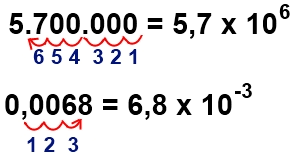 5.700.000 = 5,7 x 10⁶
6 5 4 3 2 1
0,0068 = 6,8 x 10⁻³
1 2 3